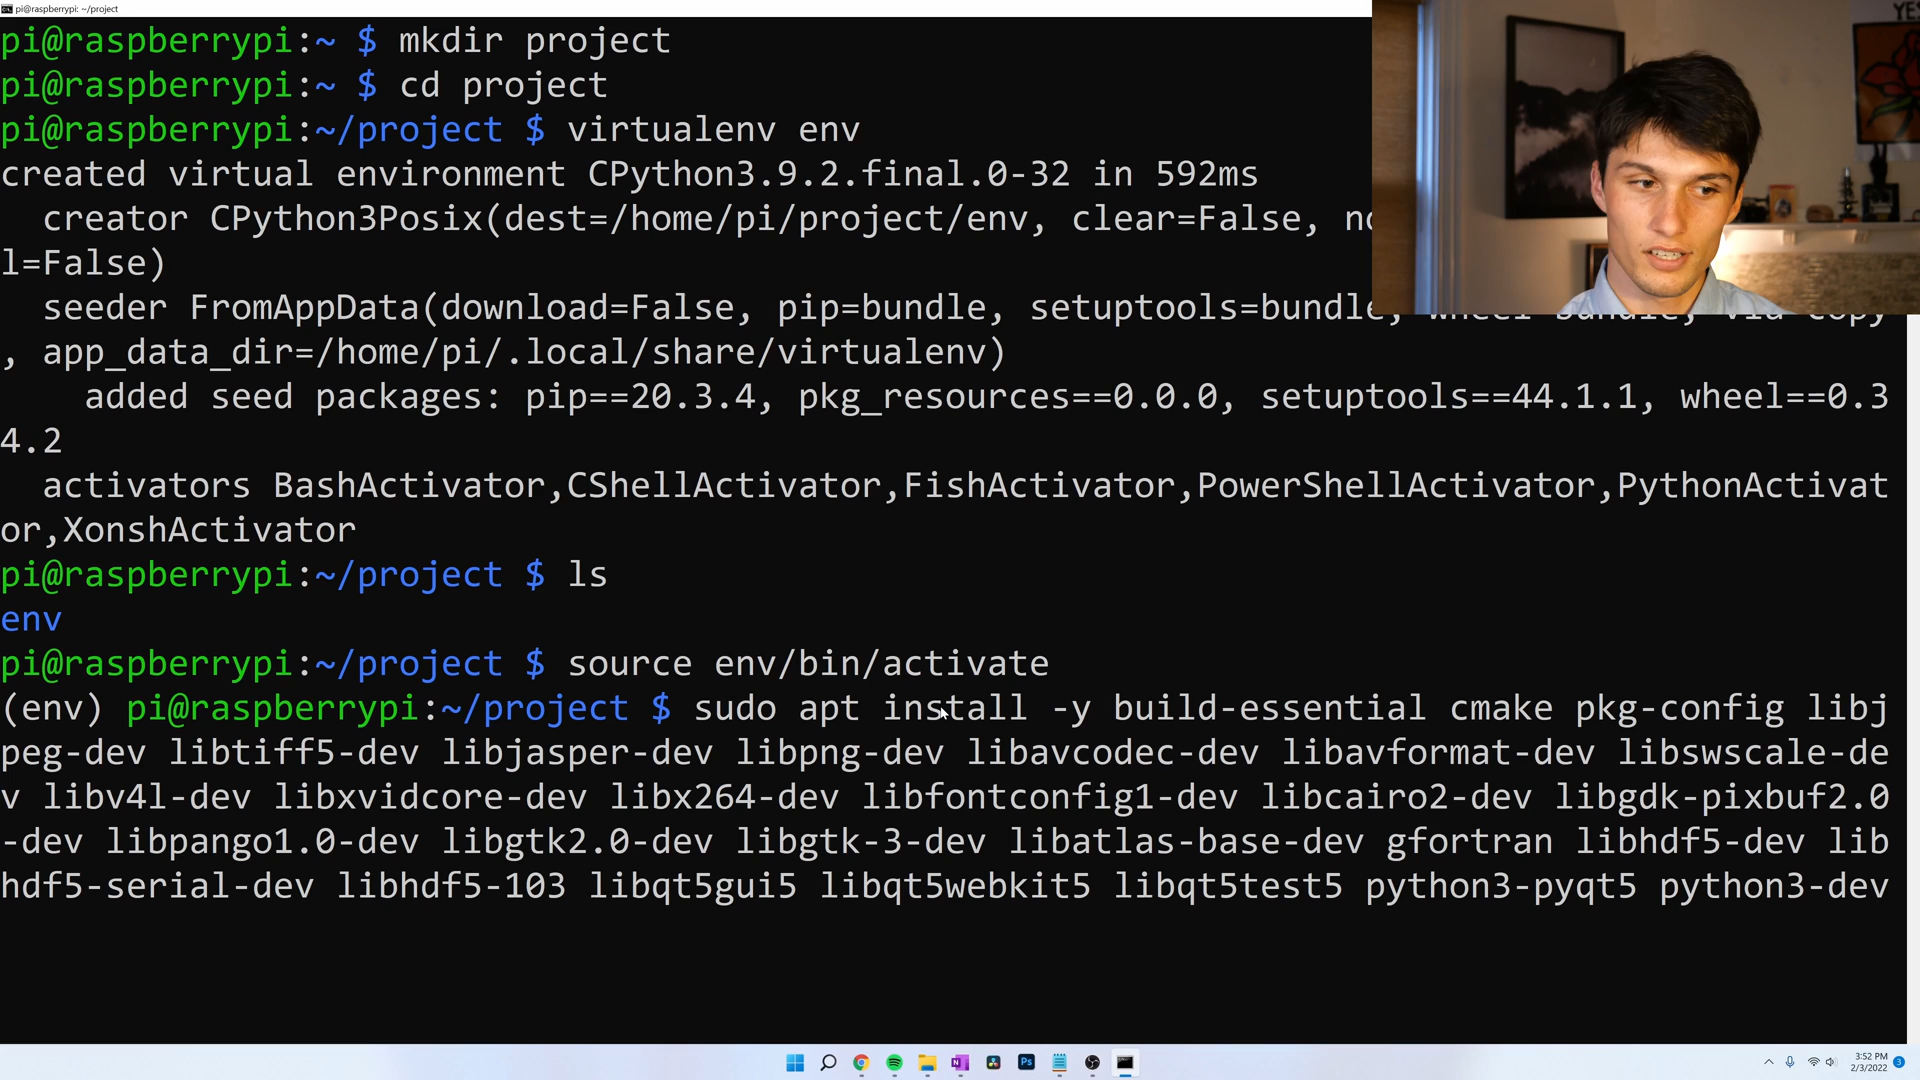 pi@raspberrypi: ~/project
YES
pi@raspberrypi:~ $ mkdir project
pi@raspberrypi:~ $ cd project
pi@raspberrypi:~/project $ virtualenv env
created virtual environment CPython3.9.2.final.0-32 in 592ms
creator CPython3Posix(dest=/home/pi/project/env, clear=False,
l=False)
seeder FromAppData(download=False, pip=bundle, setuptools=bundle, wheel=bundle, via=copy
, app_data_dir=/home/pi/.local/share/virtualenv)
added seed packages: pip==20.3.4, pkg_resources==0.0.0, setuptools==44.1.1, wheel==0.3
4.2
activators BashActivator,CShellActivator,FishActivator,PowerShellActivator,PythonActivat
or,XonshActivator
pi@raspberrypi:~/project $ ls
env
pi@raspberrypi:~/project $ source env/bin/activate
(env) pi@raspberrypi:~/project $ sudo apt install -y build-essential cmake pkg-config libj
peg-dev libtiff5-dev libjasper-dev libpng-dev libavcodec-dev libavformat-dev libswscale-de
v libv4l-dev libxvidcore-dev libx264-dev libfontconfig1-dev libcairo2-dev libgdk-pixbuf2.0
-dev libpango1.0-dev libgtk2.0-dev libgtk-3-dev libatlas-base-dev gfortran libhdf5-dev lib
hdf5-serial-dev libhdf5-103 libqt5gui5 libqt5webkit5 libqt5test5 python3-pyqt5 python3-dev
Ps
3:52 PM
2/3/2022
3